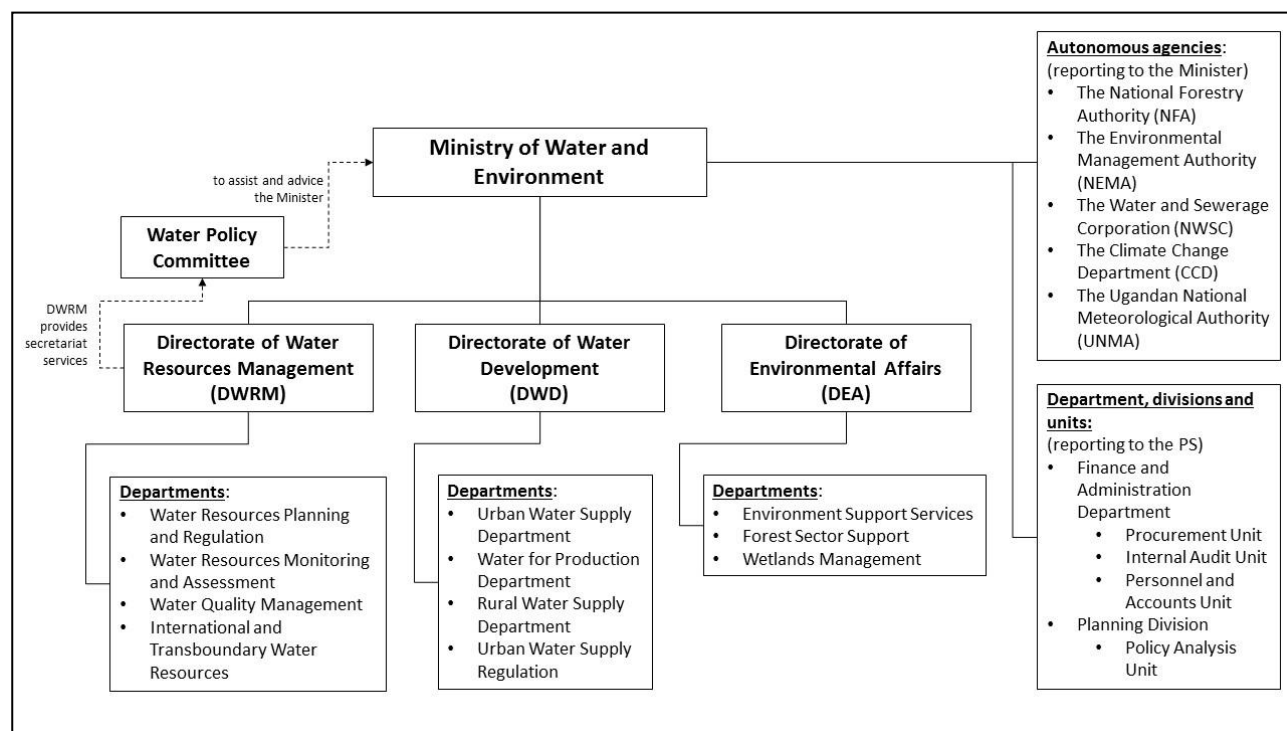 Autonomous agencies:
(reporting to the Minister)
• The National Forestry
Authority (NFA)
• The Environmental
Management Authority
(NEMA)
• The Water and Sewerage
Corporation (NWSC)
• The Climate Change
Department (CCD)
• The Ugandan National
Meteorological Authority
(UNMA)
Ministry of Water and
Environment
to assist and advice
the Minister
Water Policy
Committee
DWRM
provides
secretariat
services
Directorate of Water
Resources Management
(DWRM)
Directorate of Water
Development
(DWD)
Directorate of
Environmental Affairs
(DEA)
Departments:
• Water Resources Planning
and Regulation
• Water Resources Monitoring
and Assessment
• Water Quality Management
• International and
Transboundary Water
Resources
Departments:
• Urban Water Supply
Department
• Water for Production
Department
• Rural Water Supply
Department
• Urban Water Supply
Regulation
Departments:
• Environment Support Services
• Forest Sector Support
• Wetlands Management
Department, divisions and
units:
(reporting to the PS)
• Finance and
Administration
Department
• Procurement Unit
• Internal Audit Unit
• Personnel and
Accounts Unit
• Planning Division
• Policy Analysis
Unit